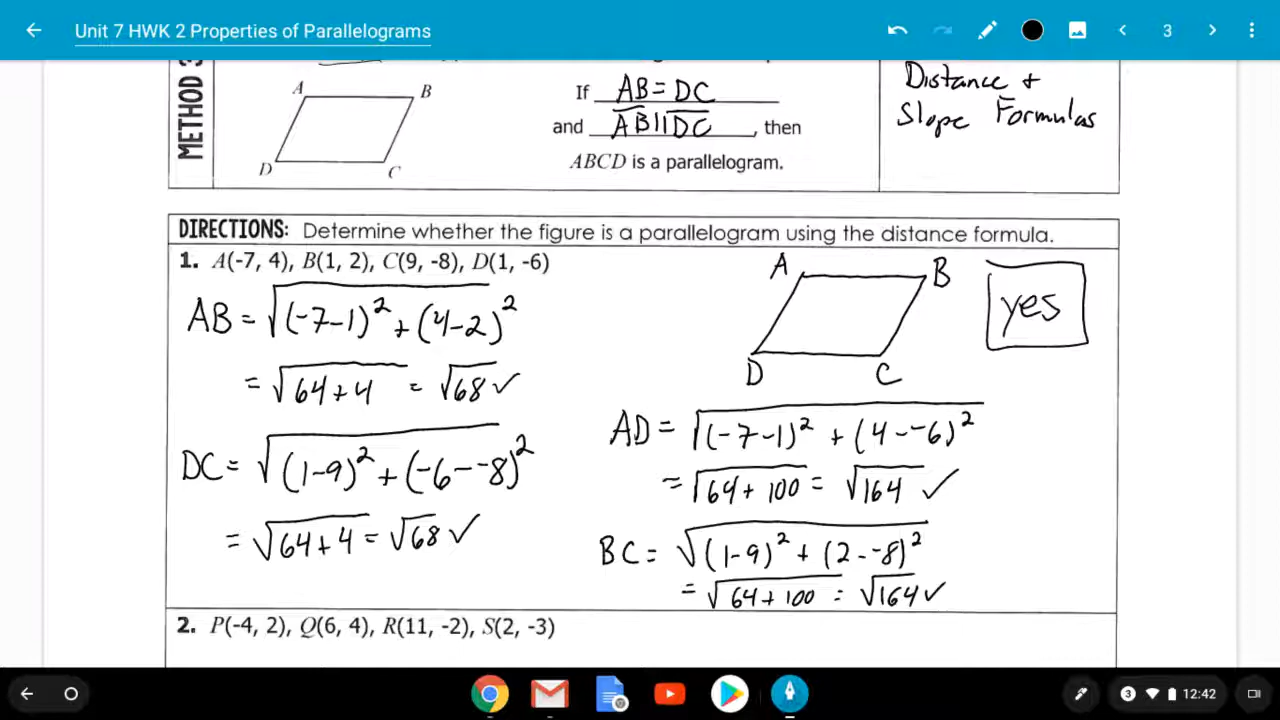 Unit 7 HWK 2 Properties of Parallelograms
3
METHOD 3
A B
D C
If AB = DC
and AB || DC, then
ABCD is a parallelogram.
Distance +
Slope Formulas
DIRECTIONS: Determine whether the figure is a parallelogram using the distance formula.
1. A(-7, 4), B(1, 2), C(9, -8), D(1, -6)
AB = √(-7-1)² + (4-2)²
= √64+4 = √68 ✓
DC = √(1-9)² + (-6--8)²
= √64+4 = √68 ✓
A B
D C
yes
AD = √(-7-1)² + (4--6)²
= √64+100 = √164 ✓
BC = √(1-9)² + (2--8)²
= √64+100 = √164 ✓
2. P(-4, 2), Q(6, 4), R(11, -2), S(2, -3)
3 12:42